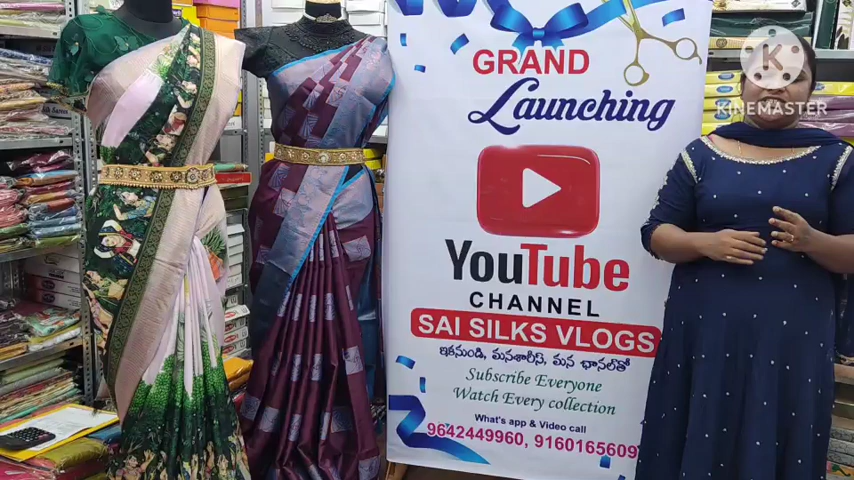 GRAND
Launching
YouTube
CHANNEL
SAI SILKS VLOGS
ఇకనుండి, మనశారీస్, మన ఛానల్‌తో
Subscribe Everyone
Watch Every collection
What's app & Video call
9642449960, 9160165609
K
KINEMASTER